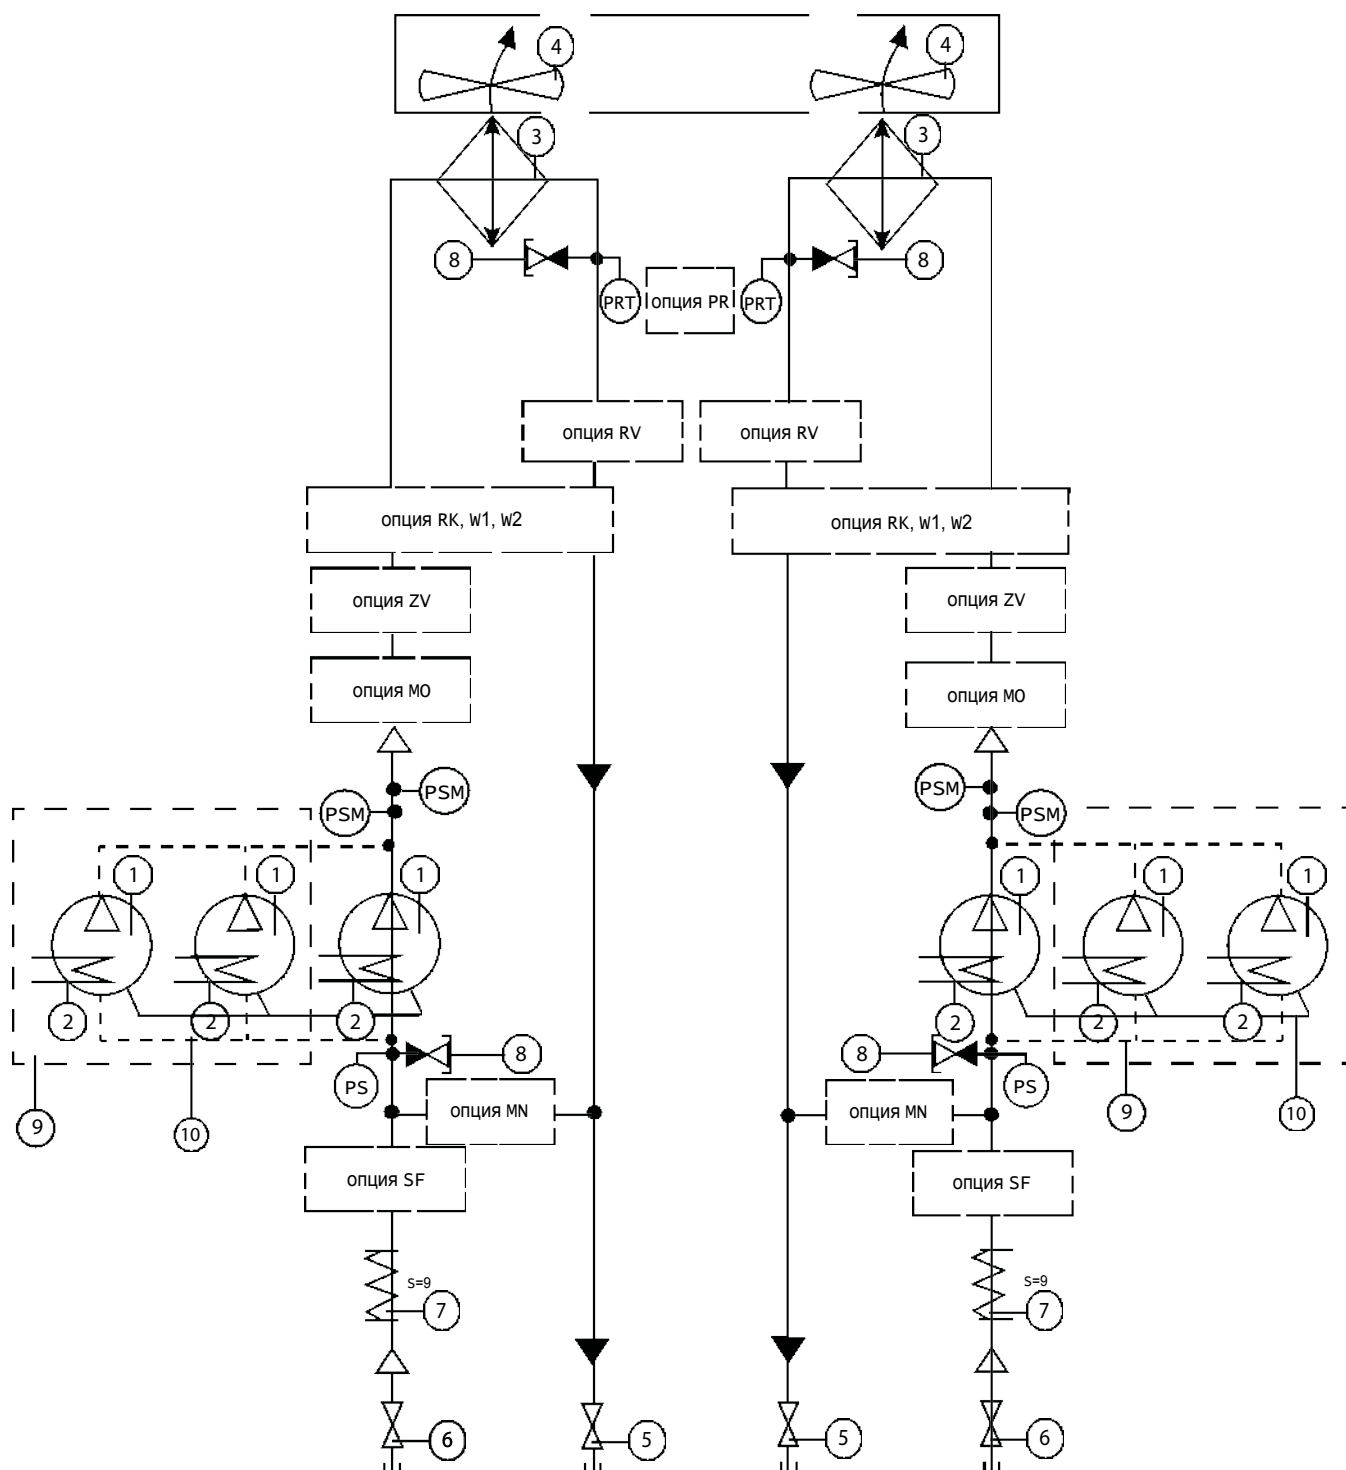 4
4
3
3
8
8
PRT
опция PR
PRT
опция RV
опция RV
опция RK, W1, W2
опция RK, W1, W2
опция ZV
опция ZV
опция MO
опция MO
PSM
PSM
PSM
PSM
1
1
1
1
1
1
2
2
2
2
2
2
8
8
PS
PS
9
10
опция MN
опция MN
9
10
опция SF
опция SF
S=9
S=9
7
7
6
5
5
6